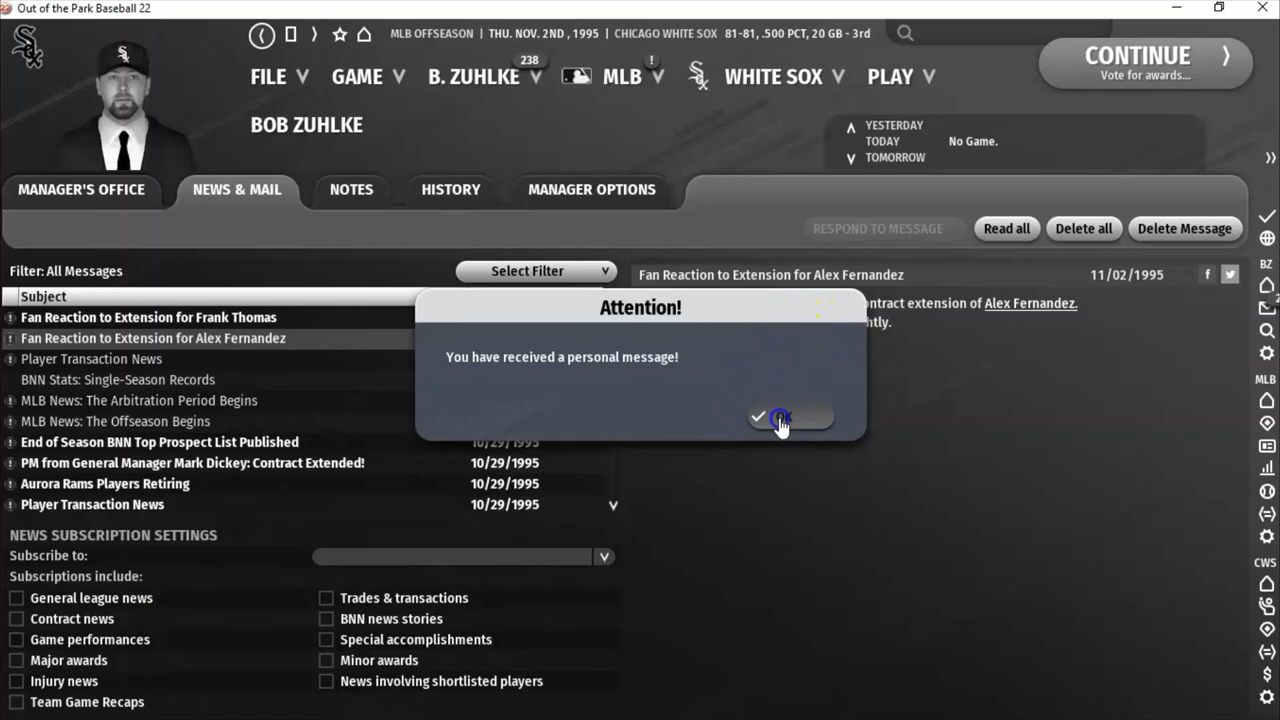 Out of the Park Baseball 22
MLB OFFSEASON | THU. NOV. 2ND , 1995 | CHICAGO WHITE SOX 81-81, .500 PCT, 20 GB - 3rd
CONTINUE
Vote for awards...
238 !
FILE GAME B. ZUHLKE MLB WHITE SOX PLAY
BOB ZUHLKE
YESTERDAY
TODAY No Game.
TOMORROW
MANAGER'S OFFICE NEWS & MAIL NOTES HISTORY MANAGER OPTIONS
RESPOND TO MESSAGE Read all Delete all Delete Message
Filter: All Messages Select Filter
Fan Reaction to Extension for Alex Fernandez 11/02/1995
Subject
Attention!
ontract extension of Alex Fernandez.
htly.
You have received a personal message!
Fan Reaction to Extension for Frank Thomas
Fan Reaction to Extension for Alex Fernandez
Player Transaction News
BNN Stats: Single-Season Records
MLB News: The Arbitration Period Begins
MLB News: The Offseason Begins
End of Season BNN Top Prospect List Published 10/29/1995
PM from General Manager Mark Dickey: Contract Extended! 10/29/1995
Aurora Rams Players Retiring 10/29/1995
Player Transaction News 10/29/1995
NEWS SUBSCRIPTION SETTINGS
Subscribe to:
Subscriptions include:
General league news Trades & transactions
Contract news BNN news stories
Game performances Special accomplishments
Major awards Minor awards
Injury news News involving shortlisted players
Team Game Recaps
BZ
MLB
CWS